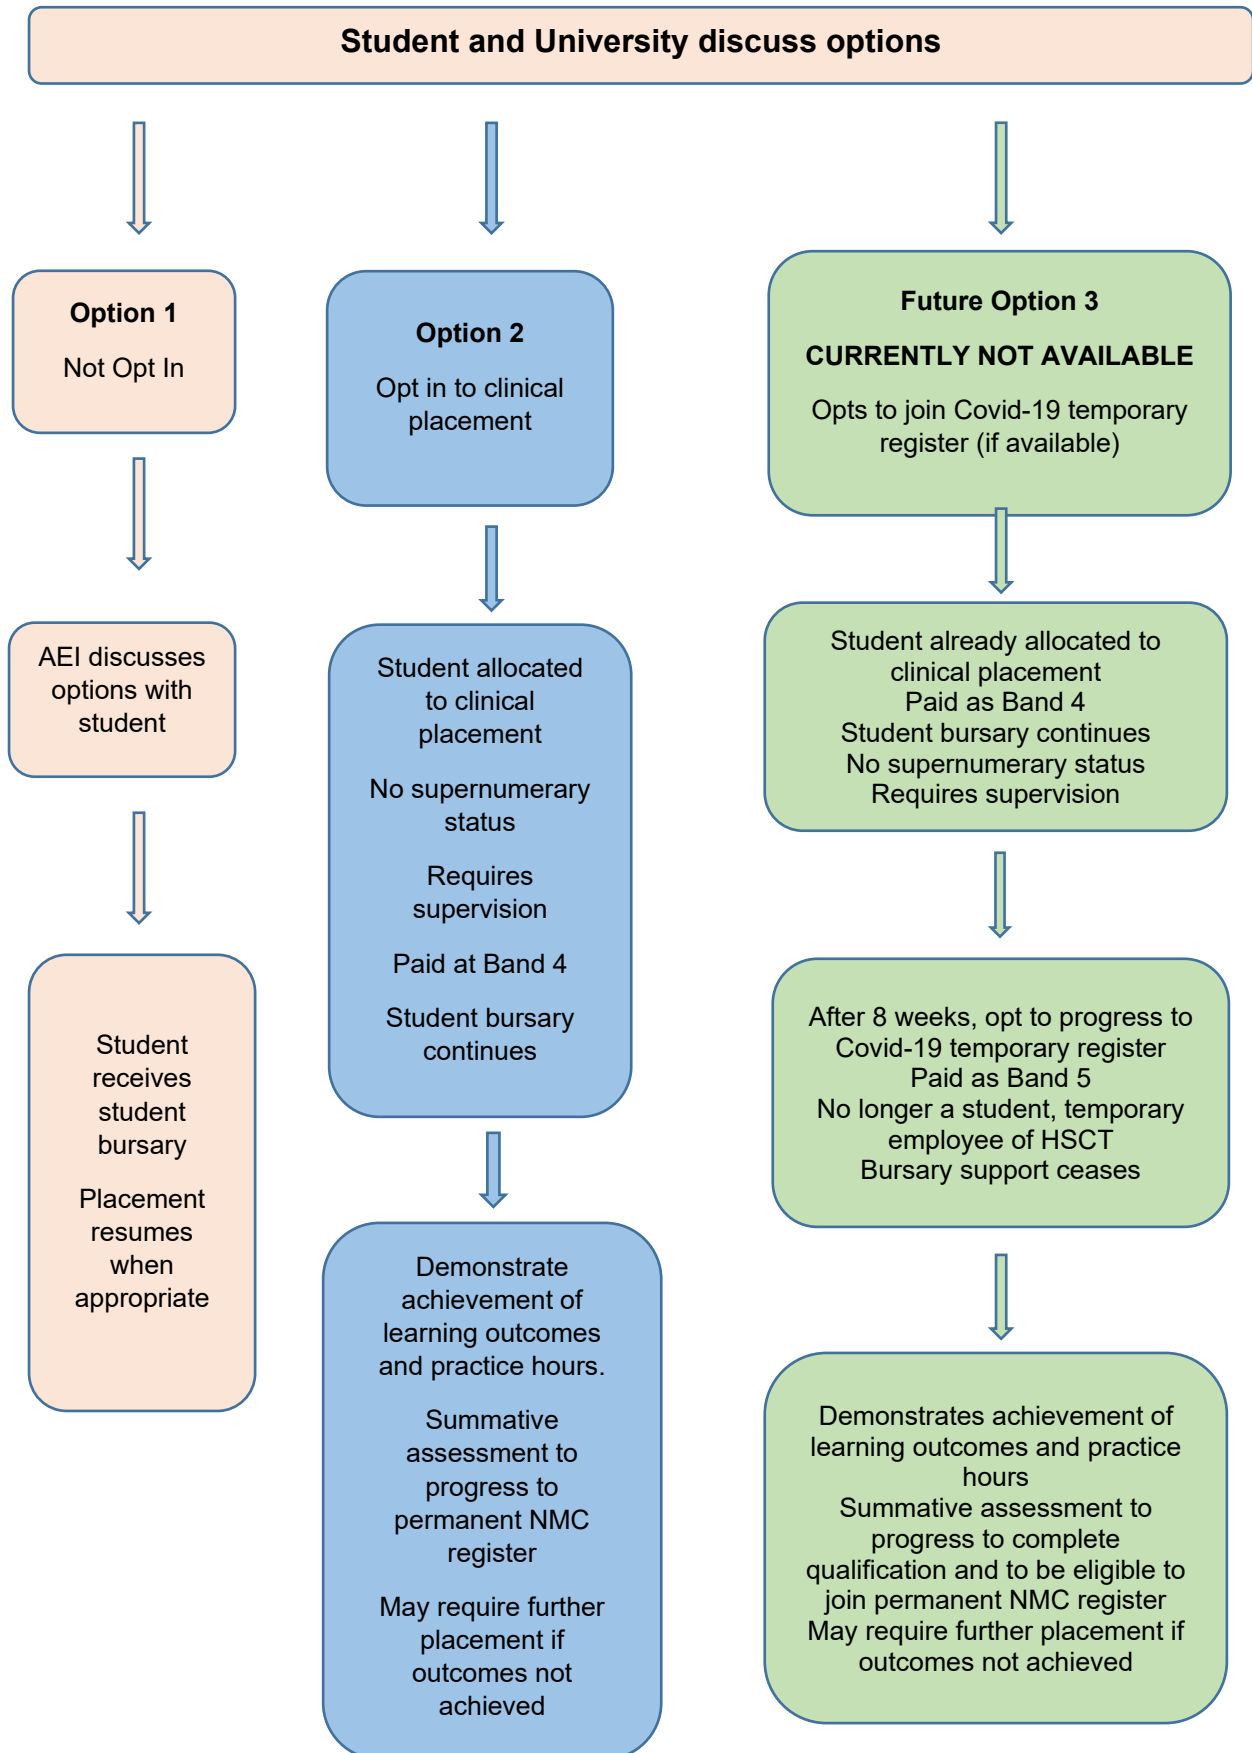 Student and University discuss options
Option 1
Not Opt In
AEI discusses
options with
student
Student
receives
student
bursary
Placement
resumes
when
appropriate
Option 2
Opt in to clinical
placement
Student allocated
to clinical
placement
No supernumerary
status
Requires
supervision
Paid at Band 4
Student bursary
continues
Demonstrate
achievement of
learning outcomes
and practice hours.
Summative
assessment to
progress to
permanent NMC
register
May require further
placement if
outcomes not
achieved
Future Option 3
CURRENTLY NOT AVAILABLE
Opts to join Covid-19 temporary
register (if available)
Student already allocated to
clinical placement
Paid as Band 4
Student bursary continues
No supernumerary status
Requires supervision
After 8 weeks, opt to progress to
Covid-19 temporary register
Paid as Band 5
No longer a student, temporary
employee of HSCT
Bursary support ceases
Demonstrates achievement of
learning outcomes and practice
hours
Summative assessment to
progress to complete
qualification and to be eligible to
join permanent NMC register
May require further placement if
outcomes not achieved